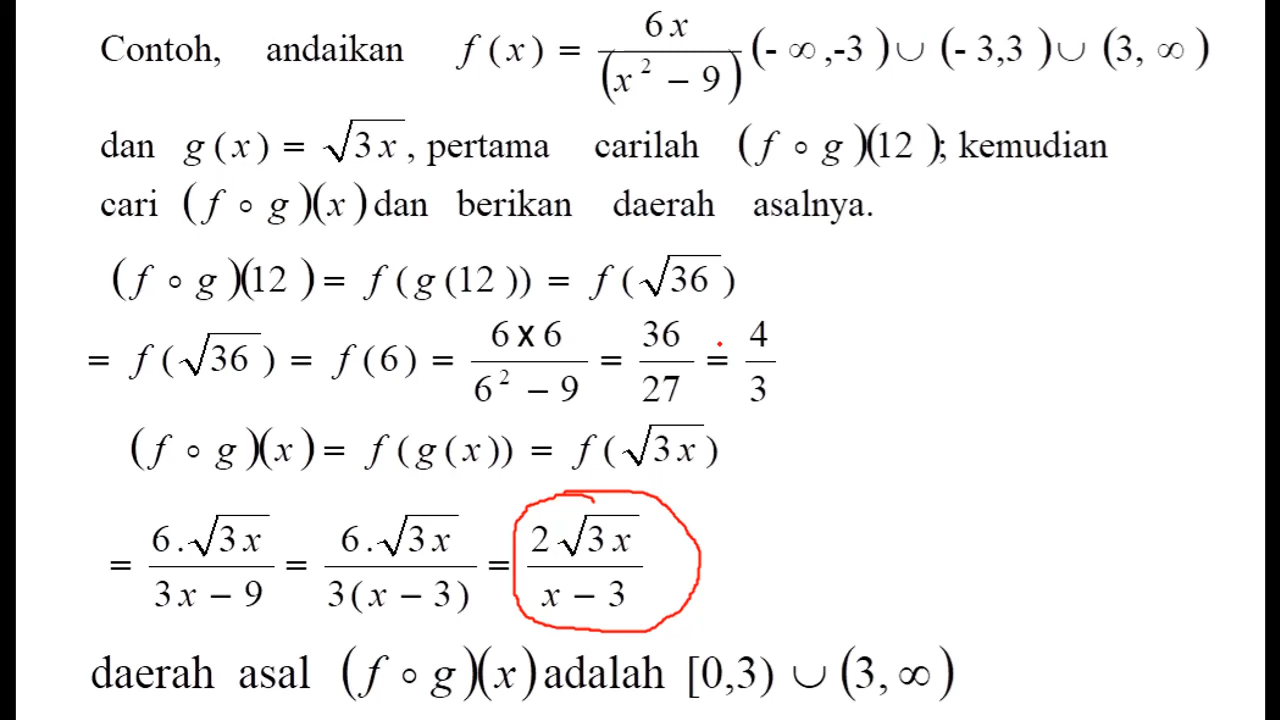 Contoh, andaikan f(x) = 6x / (x² − 9) (- ∞ ,-3 ) ∪ (- 3,3 ) ∪ (3, ∞ )
dan g(x) = √3x , pertama carilah (f ∘ g)(12 ); kemudian
cari (f ∘ g)(x) dan berikan daerah asalnya.
(f ∘ g)(12 ) = f(g(12 )) = f(√36 )
= f(√36 ) = f(6) = 6 x 6 / 6² − 9 = 36 / 27 = 4 / 3
(f ∘ g)(x) = f(g(x)) = f(√3x)
= 6.√3x / 3x − 9 = 6.√3x / 3(x − 3) = 2√3x / x − 3
daerah asal (f ∘ g)(x) adalah [0,3) ∪ (3, ∞)